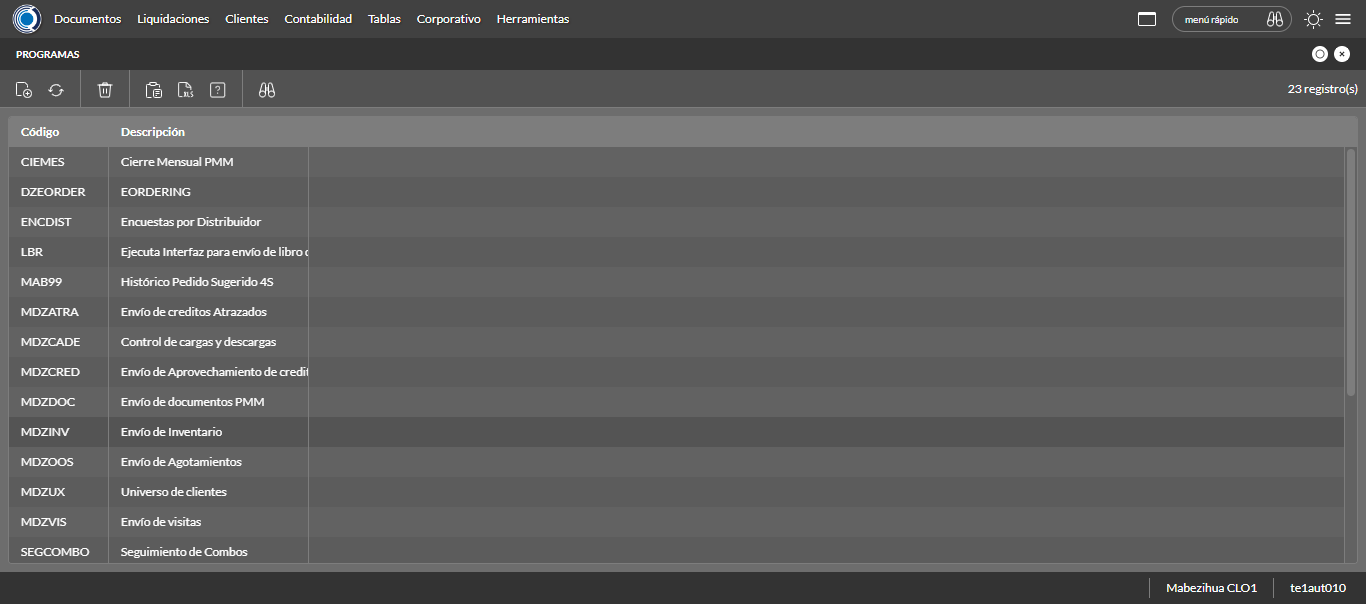 Documentos Liquidaciones Clientes Contabilidad Tablas Corporativo Herramientas menú rápido
PROGRAMAS
XLS ? 23 registro(s)
Código Descripción
CIEMES Cierre Mensual PMM
DZEORDER EORDERING
ENCDIST Encuestas por Distribuidor
LBR Ejecuta Interfaz para envío de libro
MAB99 Histórico Pedido Sugerido 4S
MDZATRA Envío de creditos Atrazados
MDZCADE Control de cargas y descargas
MDZCRED Envío de Aprovechamiento de credit
MDZDOC Envío de documentos PMM
MDZINV Envío de Inventario
MDZOOS Envío de Agotamientos
MDZUX Universo de clientes
MDZVIS Envío de visitas
SEGCOMBO Seguimiento de Combos
Mabezihua CLO1 te1aut010